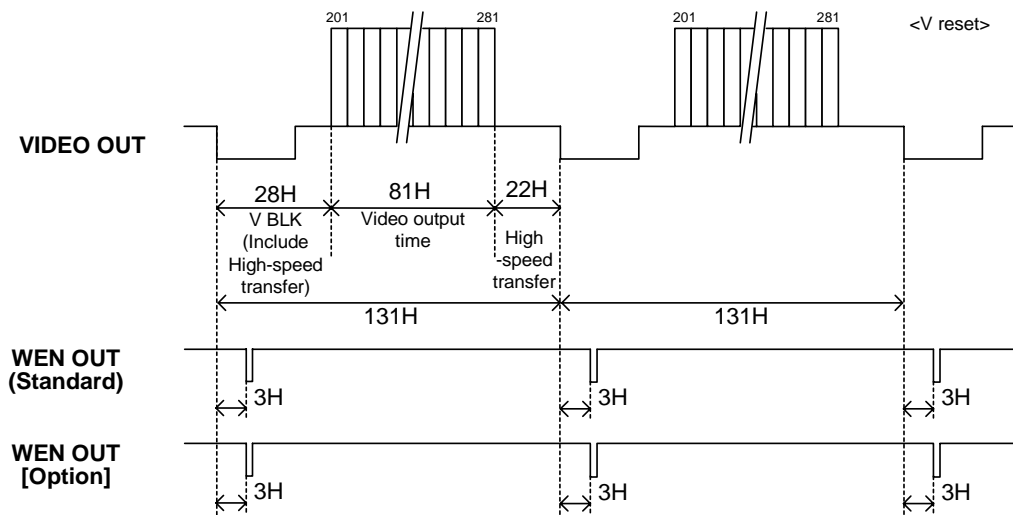 201 281 201 281 <V reset>
VIDEO OUT
28H 81H 22H
V BLK
(Include
High-speed
transfer)
Video output
time
High
-speed
transfer
131H 131H
WEN OUT
(Standard)
3H 3H 3H
WEN OUT
[Option]
3H 3H 3H